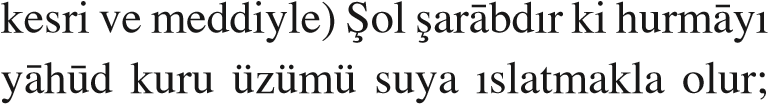 kesri ve meddiyle) Şol şarābdır ki hurmāyı
yāhūd kuru üzümü suya ıslatmakla olur;